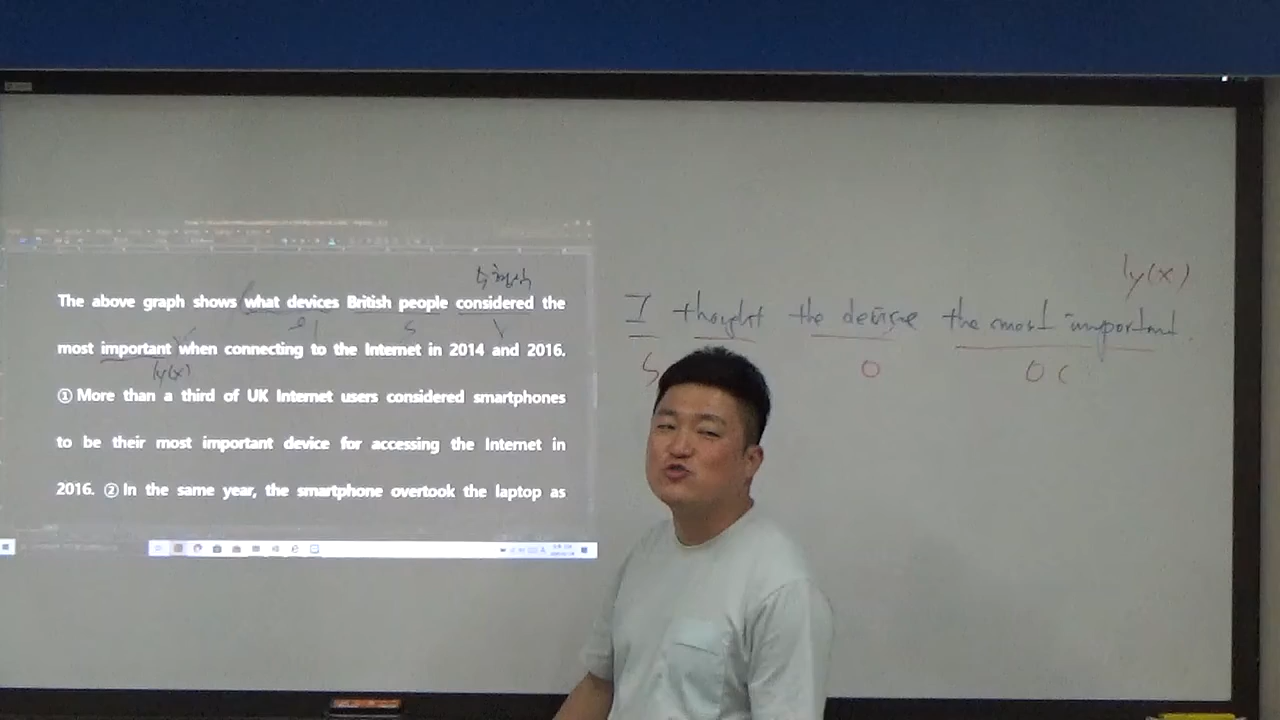 The above graph shows what devices British people considered the
most important when connecting to the Internet in 2014 and 2016.
ly(x)
① More than a third of UK Internet users considered smartphones
to be their most important device for accessing the Internet in
2016. ② In the same year, the smartphone overtook the laptop as
S V
ly(x)
I thought the device the most important.
S O OC